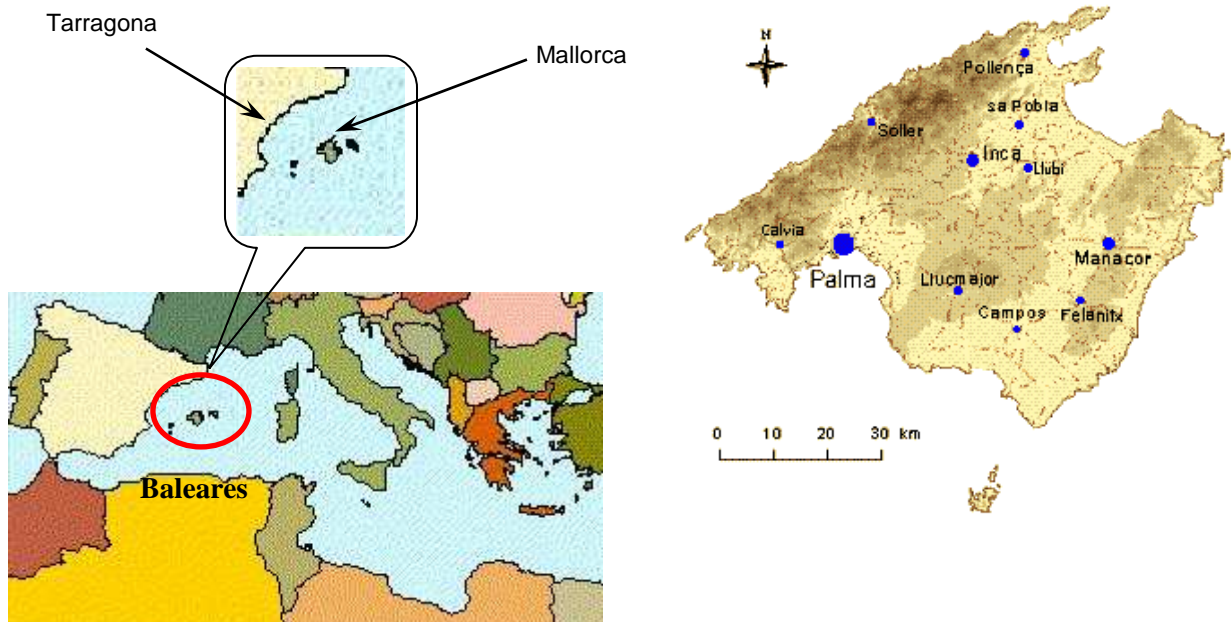 Tarragona
Mallorca
Baleares
N
Pollença
sa Pobla
Soller
Inca
Llubi
Calvia
Palma
Manacor
Llucmajor
Campos
Felanitx
0 10 20 30 km